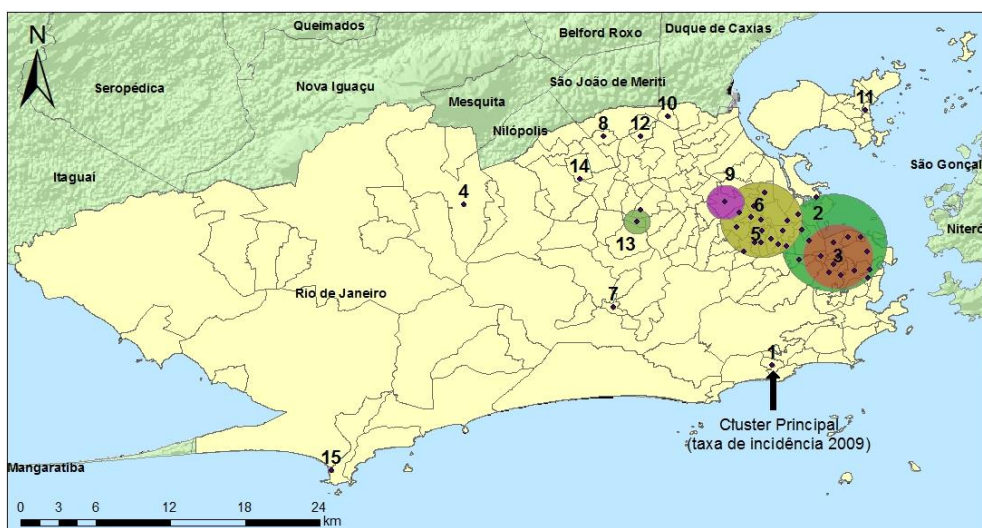 Queimados
Belford Roxo
Duque de Caxias
N
Seropédica
Nova Iguaçu
São João de Meriti
Mesquita
10
11
Nilópolis
8
12
Itaguaí
14
9
São Gonçal
4
6
2
5
13
Niteró
3
7
Rio de Janeiro
1
Cluster Principal
(taxa de incidência 2009)
Mangaratiba
15
0 3 6 12 18 24
km